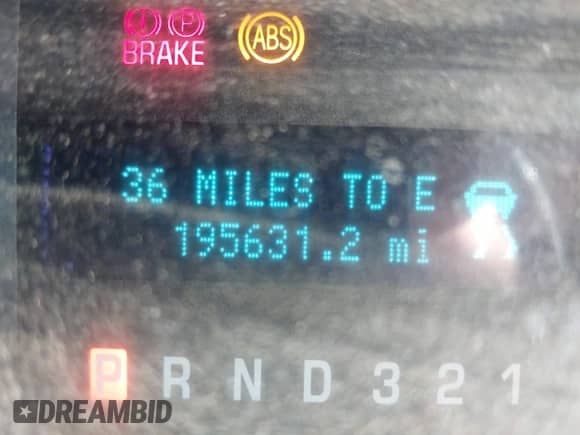 BRAKE
ABS
36 MILES TO E
195631.2 mi
P R N D 3 2 1
DREAMBID